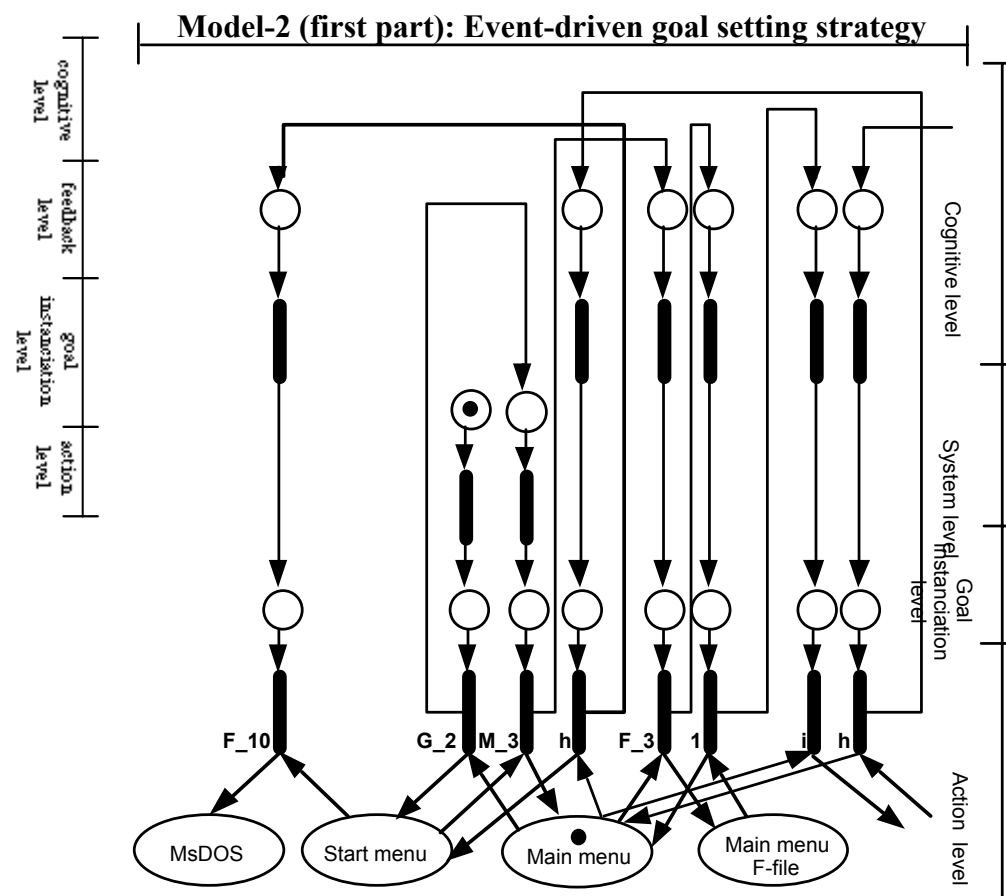 Model-2 (first part): Event-driven goal setting strategy
cognitive
level
feedback
level
goal
instanciation
level
action
level
Cognitive level
System level
Goal
instanciation
level
Action level
F_10
G_2
M_3
h
F_3
1
i
h
MsDOS
Start menu
Main menu
Main menu
F-file